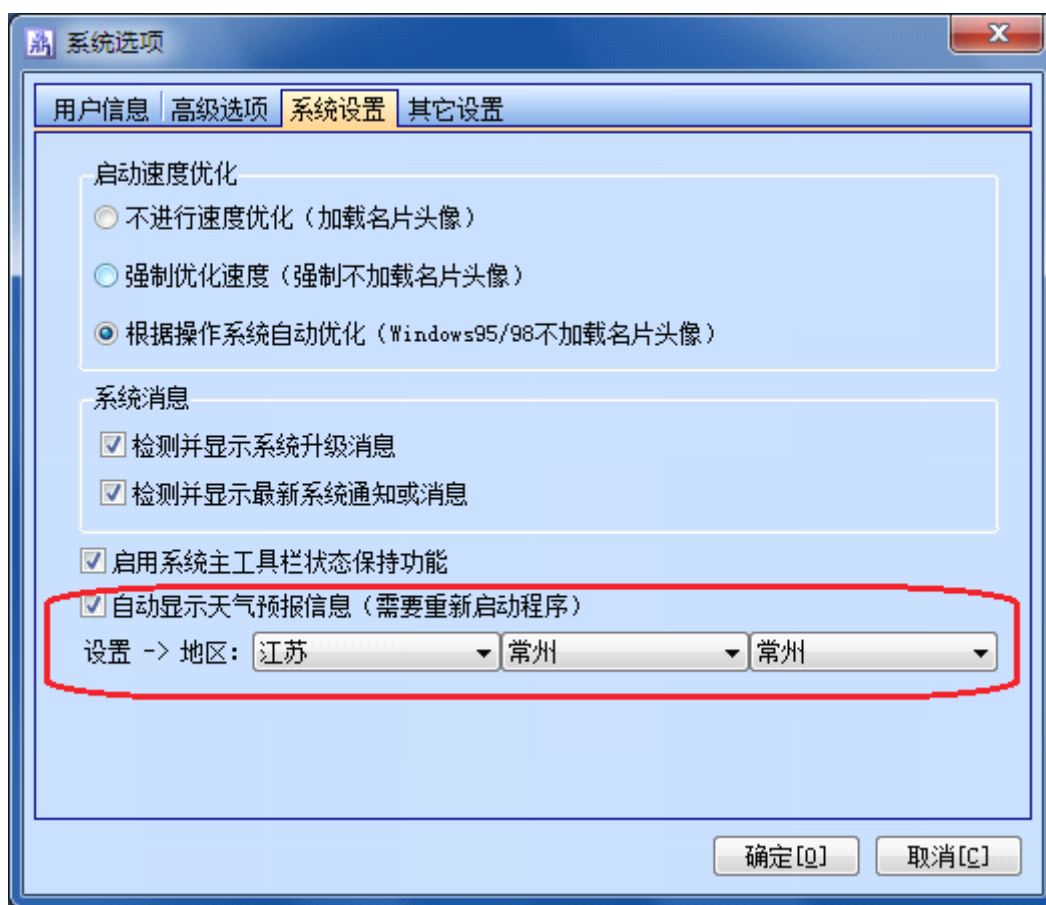 系统选项
用户信息 高级选项 系统设置 其它设置
启动速度优化
不进行速度优化（加载名片头像）
强制优化速度（强制不加载名片头像）
根据操作系统自动优化（Windows95/98不加载名片头像）
系统消息
检测并显示系统升级消息
检测并显示最新系统通知或消息
启用系统主工具栏状态保持功能
自动显示天气预报信息（需要重新启动程序）
设置 -> 地区: 江苏 常州 常州
确定[O] 取消[C]